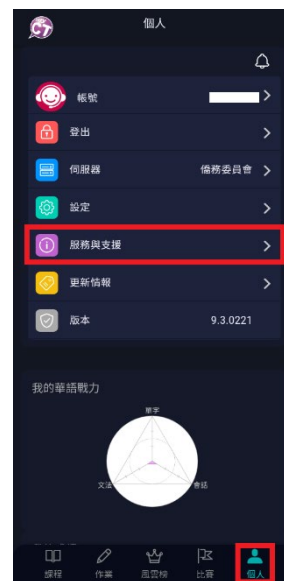 CT
個人
帳號
登出
伺服器 僑務委員會
設定
服務與支援
更新情報
版本 9.3.0221
我的華語戰力
單字
文法 會話
課程 作業 風雲榜 比賽 個人